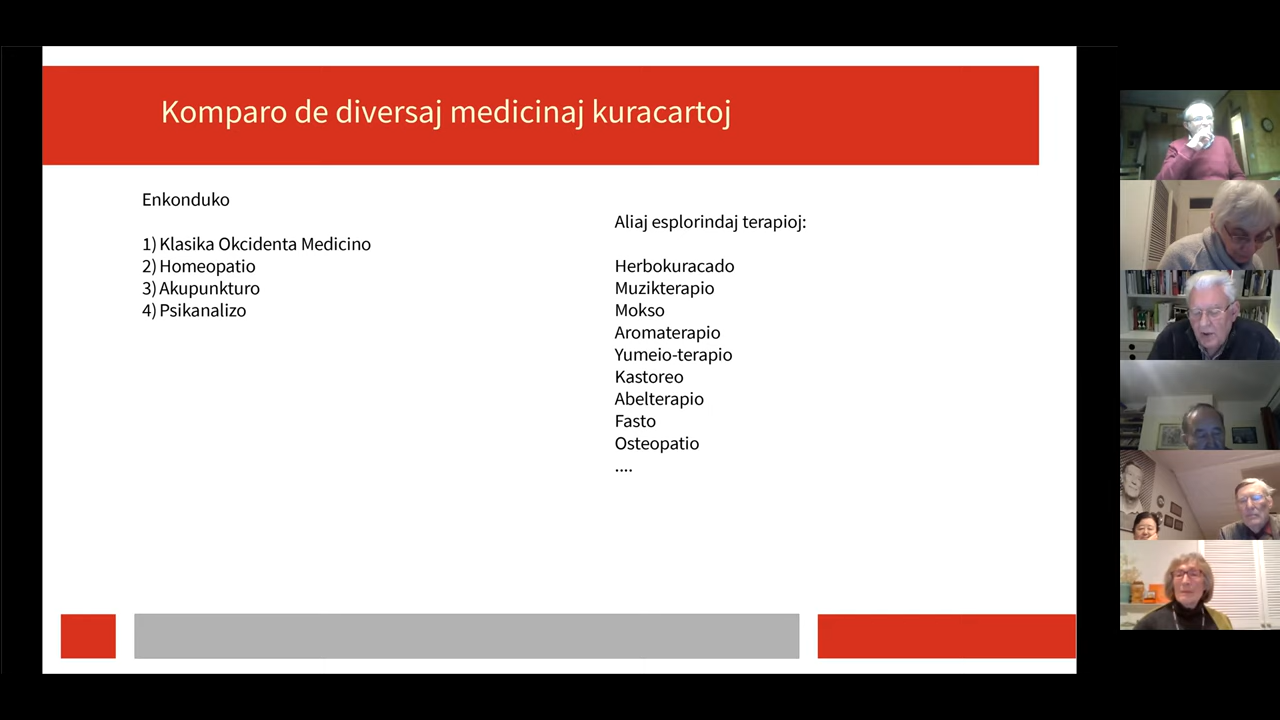 Komparo de diversaj medicinaj kuracartoj
Enkonduko
1) Klasika Okcidenta Medicino
2) Homeopatio
3) Akupunkturo
4) Psikanalizo
Aliaj esplorindaj terapioj:
Herbokuracado
Muzikterapio
Mokso
Aromaterapio
Yumeio-terapio
Kastoreo
Abelterapio
Fasto
Osteopatio
....